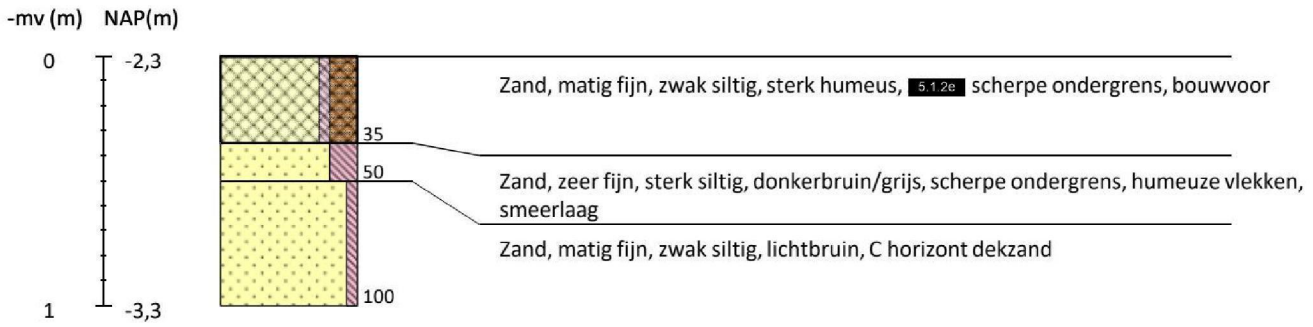 -mv (m) NAP(m)
0 -2,3
Zand, matig fijn, zwak siltig, sterk humeus, 5.1.2e scherpe ondergrens, bouwvoor
35
50
Zand, zeer fijn, sterk siltig, donkerbruin/grijs, scherpe ondergrens, humeuze vlekken,
smeerlaag
Zand, matig fijn, zwak siltig, lichtbruin, C horizont dekzand
100
1 -3,3